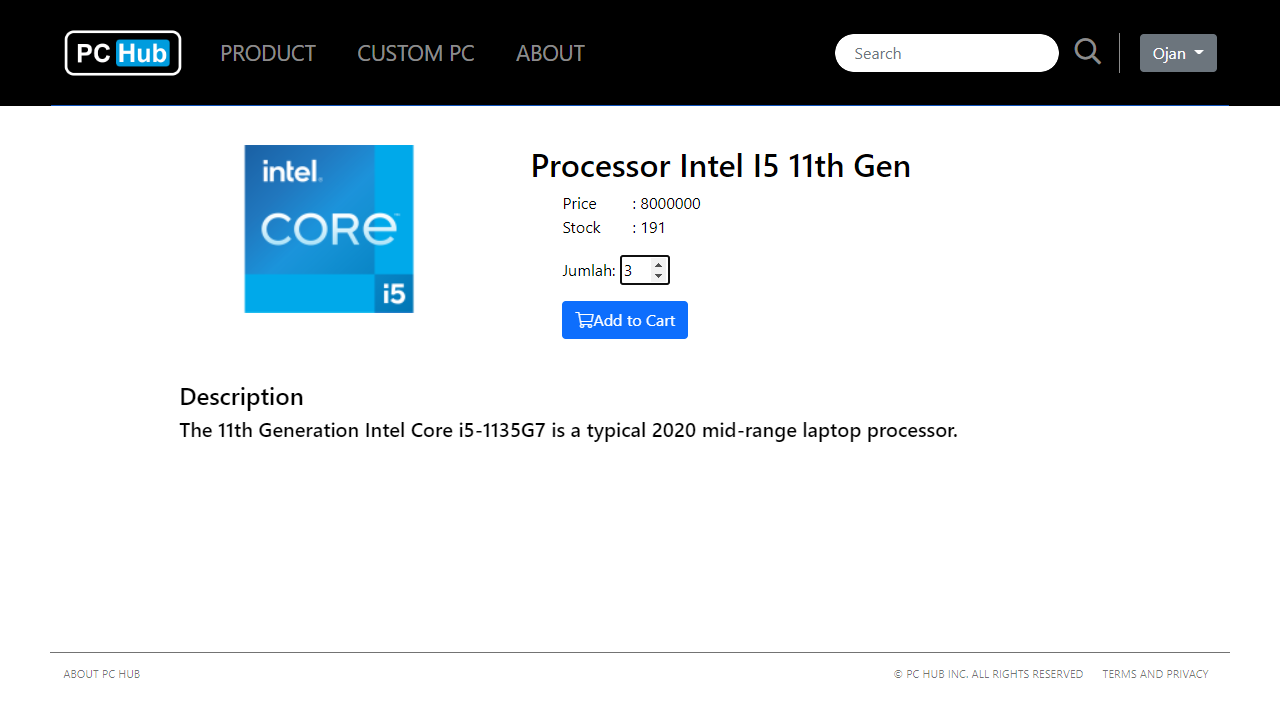 PC Hub PRODUCT CUSTOM PC ABOUT Search Ojan
intel.
CORE™
i5
Processor Intel I5 11th Gen
Price : 8000000
Stock : 191
Jumlah: 3
Add to Cart
Description
The 11th Generation Intel Core i5-1135G7 is a typical 2020 mid-range laptop processor.
ABOUT PC HUB © PC HUB INC. ALL RIGHTS RESERVED TERMS AND PRIVACY